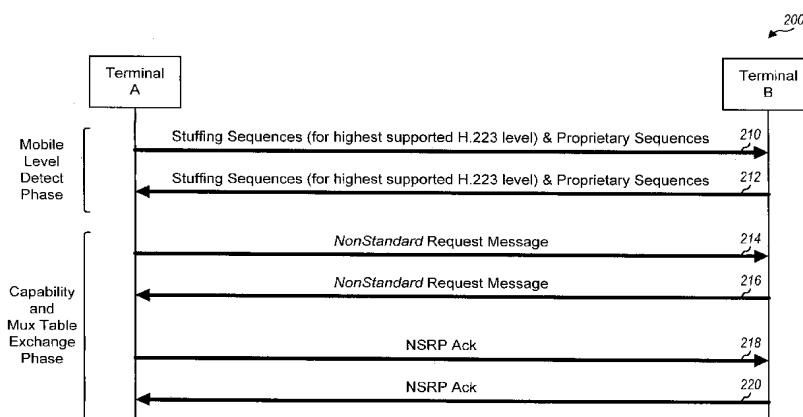 200
Terminal
A
Terminal
B
Mobile
Level
Detect
Phase
Stuffing Sequences (for highest supported H.223 level) & Proprietary Sequences
210
Stuffing Sequences (for highest supported H.223 level) & Proprietary Sequences
212
Capability
and
Mux Table
Exchange
Phase
NonStandard Request Message
214
NonStandard Request Message
216
NSRP Ack
218
NSRP Ack
220